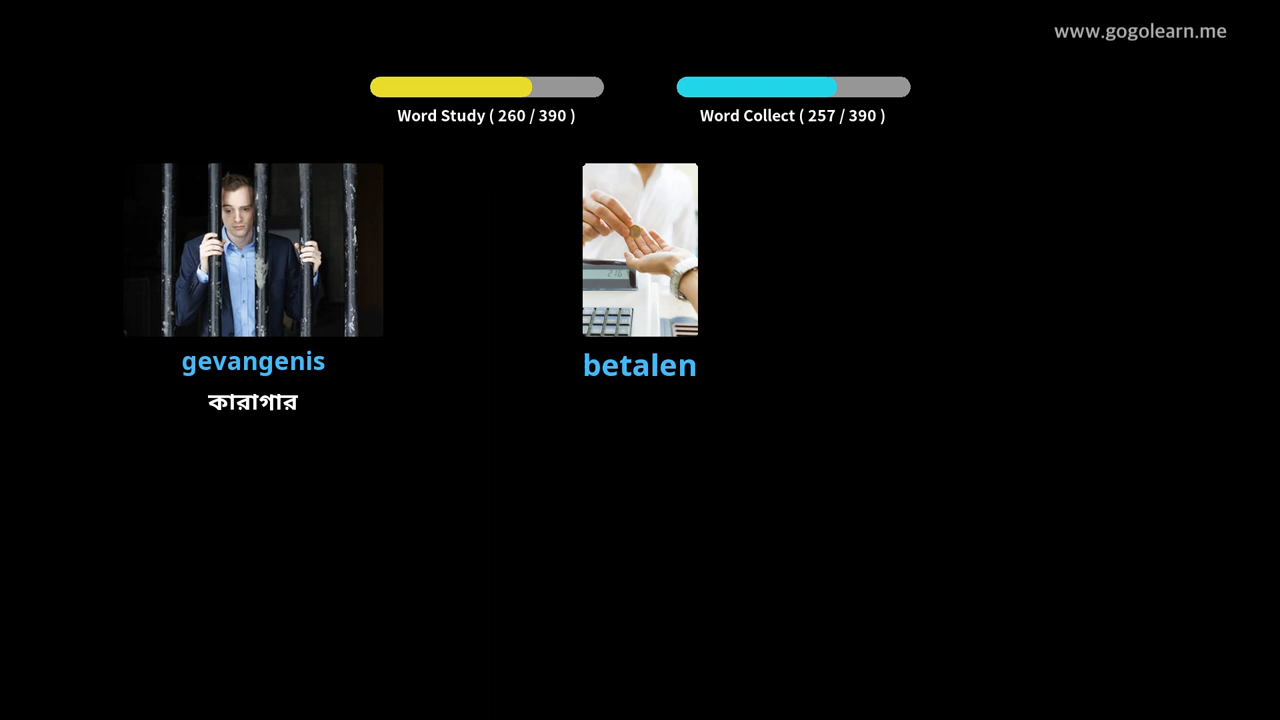 www.gogolearn.me
Word Study ( 260 / 390 )
Word Collect ( 257 / 390 )
gevangenis
কারাগার
betalen